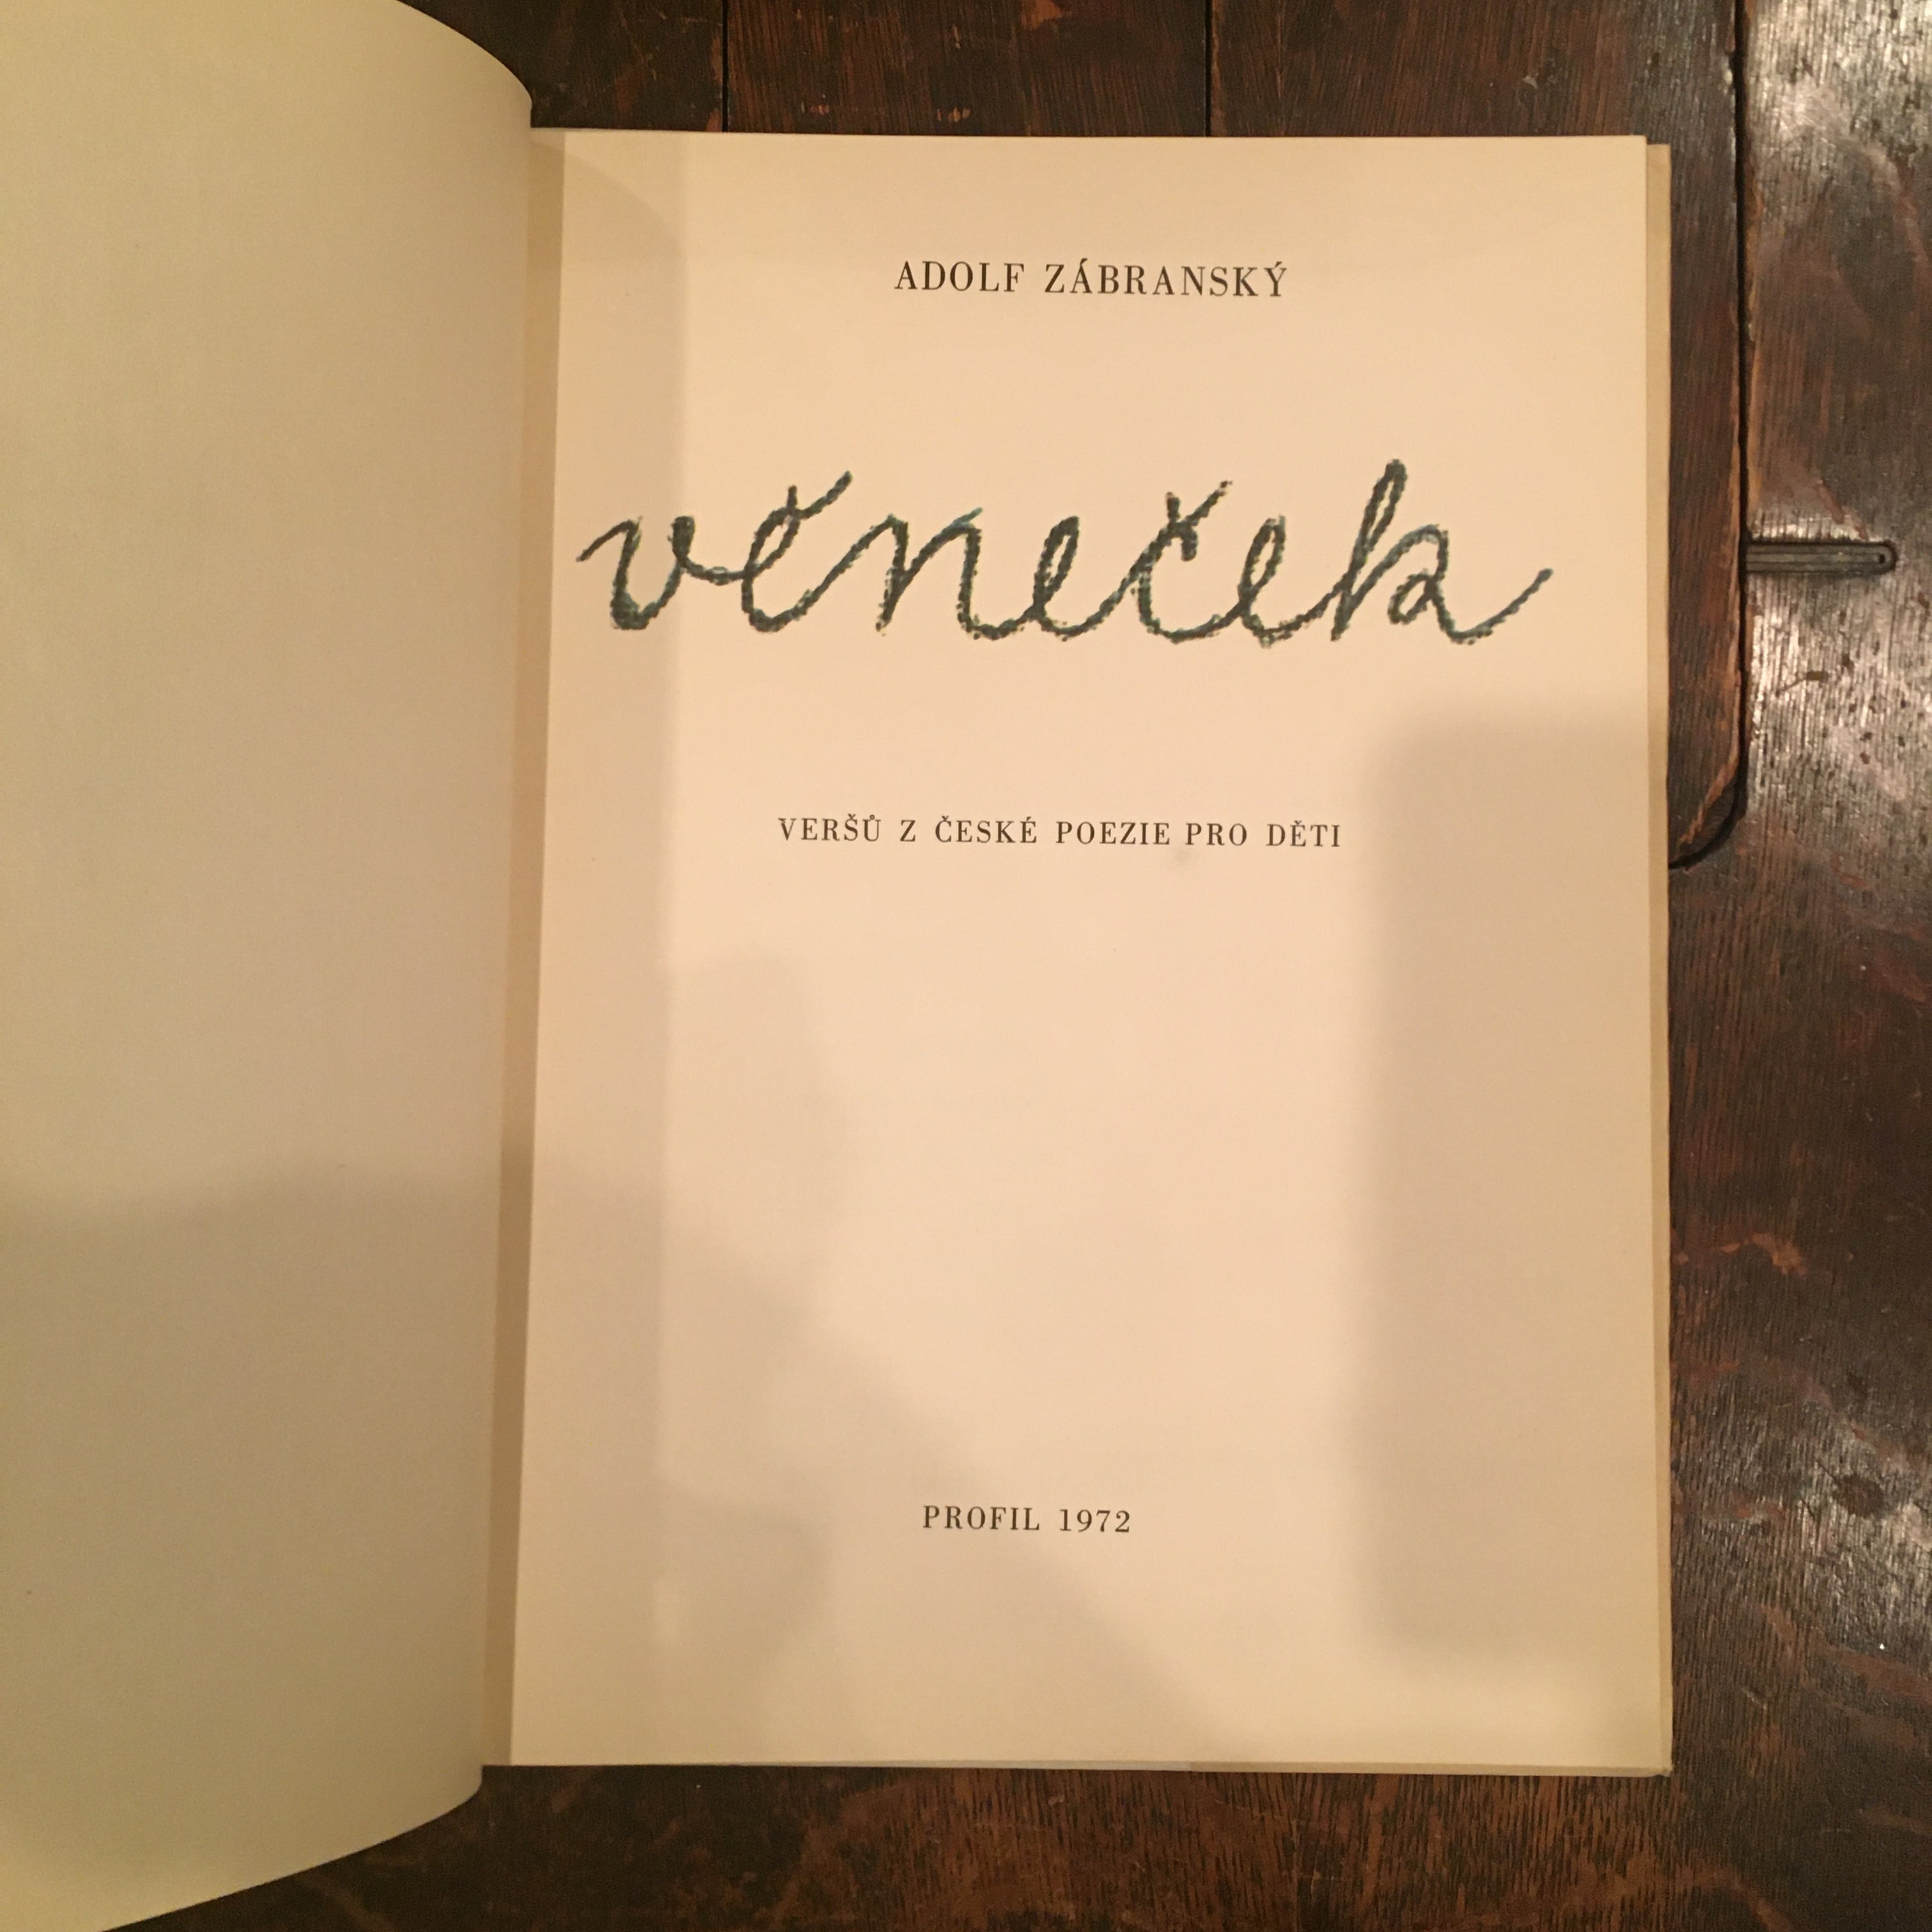 ADOLF ZÁBRANSKÝ
věneček
VERŠŮ Z ČESKÉ POEZIE PRO DĚTI
PROFIL 1972